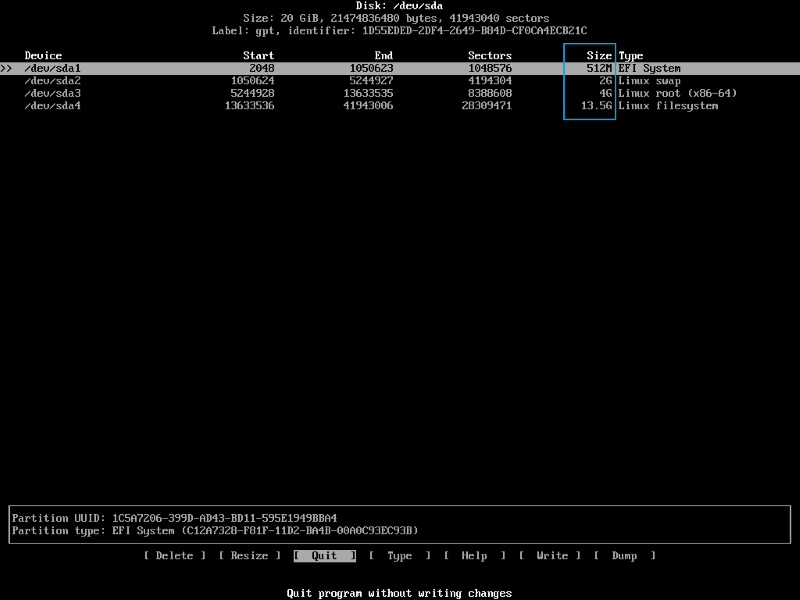 Disk: /dev/sda
Size: 20 GiB, 21474836480 bytes, 41943040 sectors
Label: gpt, identifier: 1D55EDED-2DF4-2649-B84D-CF0CA4ECB21C
Device Start End Sectors Size Type
>> /dev/sda1 2048 1050623 1048576 512M EFI System
/dev/sda2 1050624 5244927 4194304 2G Linux swap
/dev/sda3 5244928 13633535 8388608 4G Linux root (x86-64)
/dev/sda4 13633536 41943006 28309471 13.5G Linux filesystem
Partition UUID: 1C5A7206-399D-AD43-BD11-595E1949BBA4
Partition type: EFI System (C12A7328-F81F-11D2-BA4B-00A0C93EC93B)
[ Delete ] [ Resize ] [ Quit ] [ Type ] [ Help ] [ Write ] [ Dump ]
Quit program without writing changes